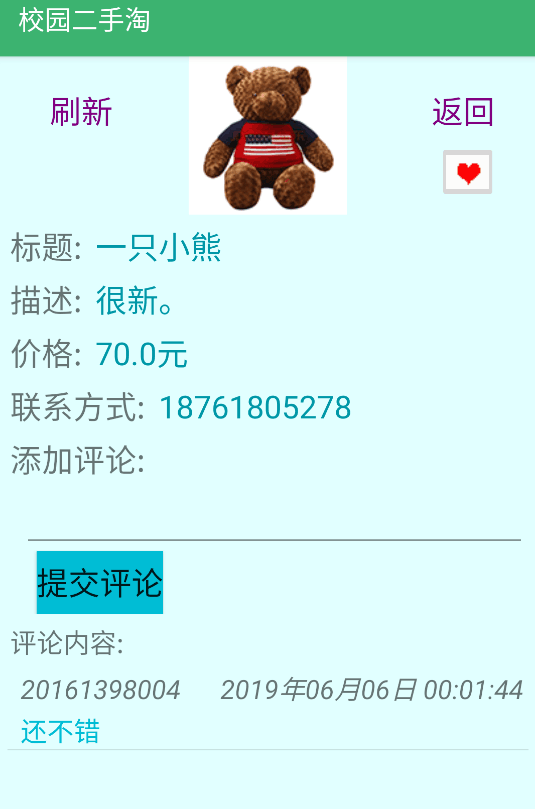 校园二手淘
刷新
返回
标题: 一只小熊
描述: 很新。
价格: 70.0元
联系方式: 18761805278
添加评论:
提交评论
评论内容:
20161398004 2019年06月06日 00:01:44
还不错